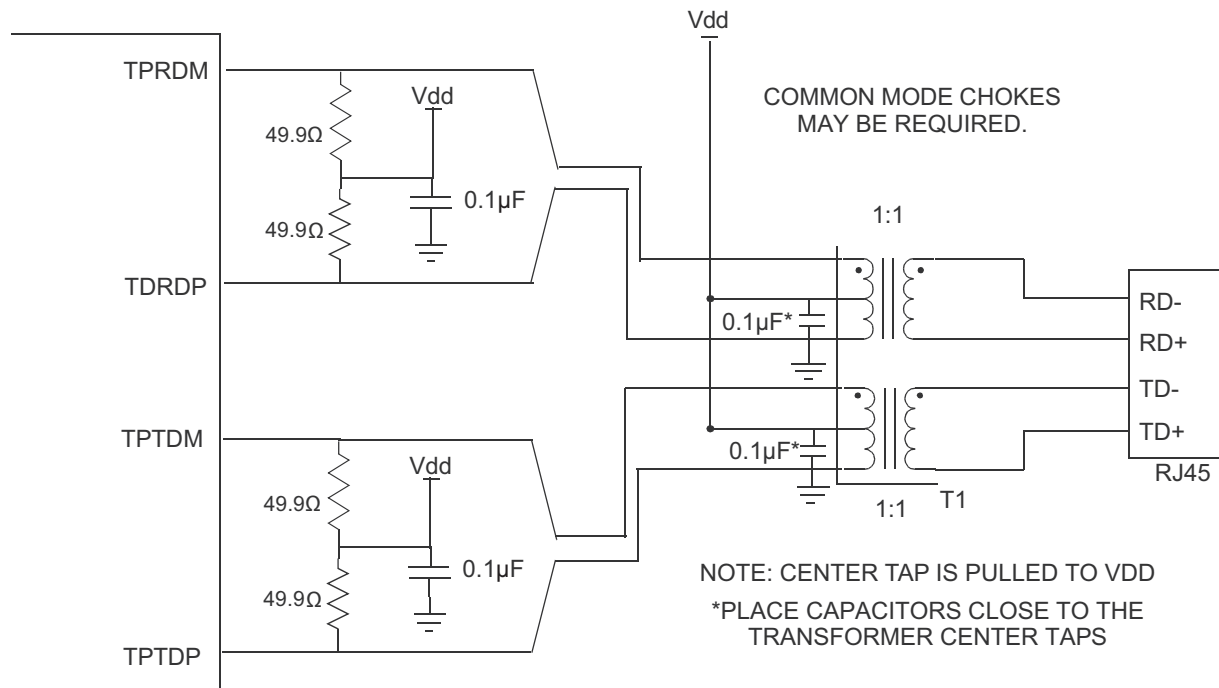 Vdd
TPRDM
Vdd
COMMON MODE CHOKES
MAY BE REQUIRED.
49.9Ω
0.1µF
49.9Ω
1:1
TDRDP
RD-
0.1µF*
RD+
TD-
TPTDM
TD+
0.1µF*
Vdd
RJ45
T1
1:1
49.9Ω
0.1µF
49.9Ω
NOTE: CENTER TAP IS PULLED TO VDD
*PLACE CAPACITORS CLOSE TO THE
TRANSFORMER CENTER TAPS
TPTDP